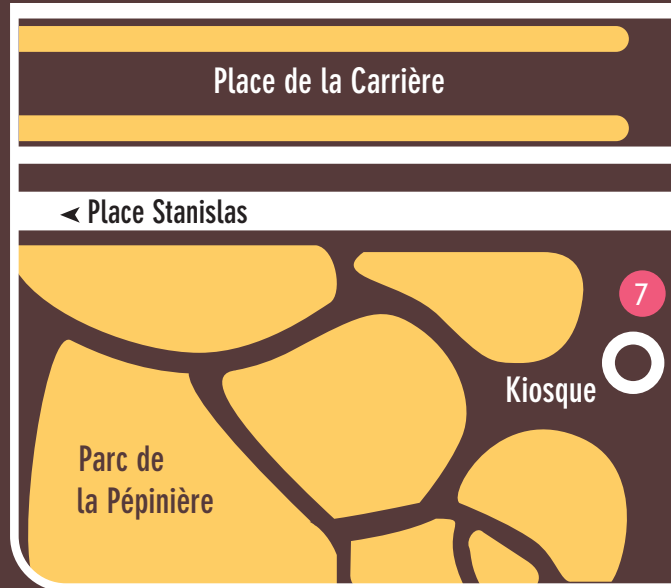 Place de la Carrière
Place Stanislas
7
Kiosque
Parc de
la Pépinière